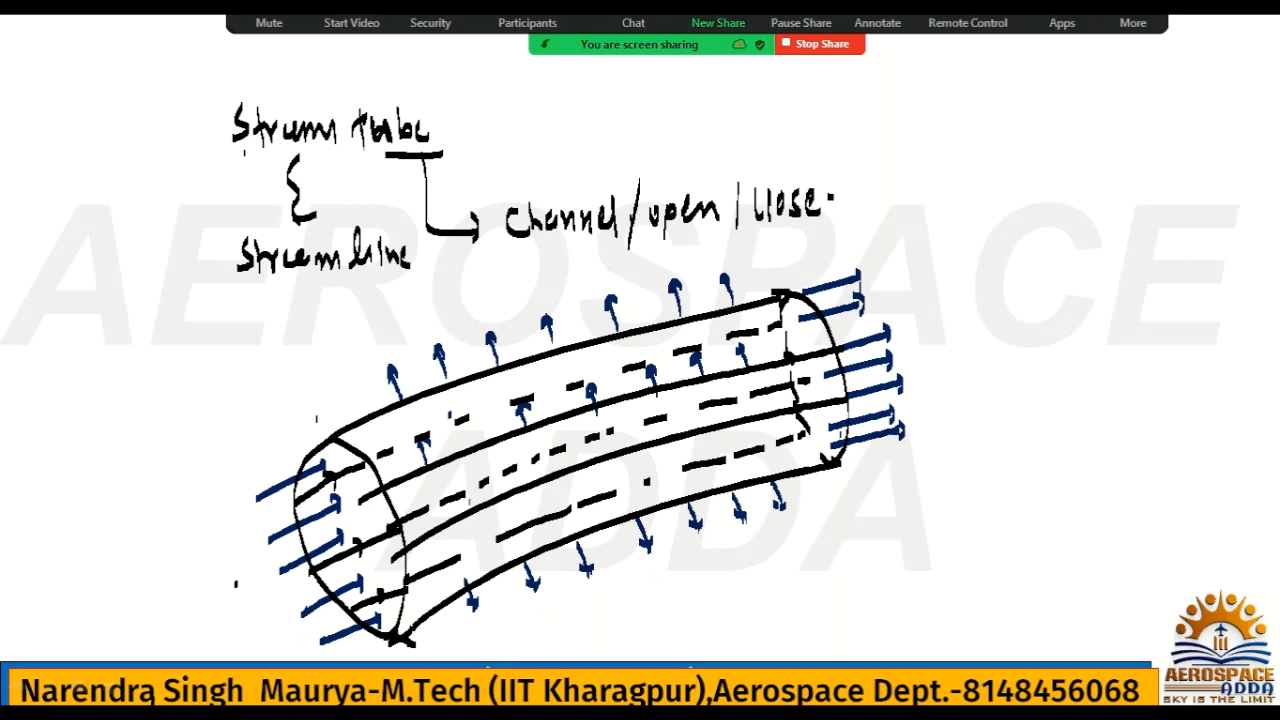 Mute Start Video Security Participants Chat New Share Pause Share Annotate Remote Control Apps More
You are screen sharing Stop Share
Stream tube
Channel/open/close.
Streamline
AEROSPACE
ADDA
AEROSPACE
ADDA
SKY IS THE LIMIT
Narendra Singh Maurya-M.Tech (IIT Kharagpur),Aerospace Dept.-8148456068